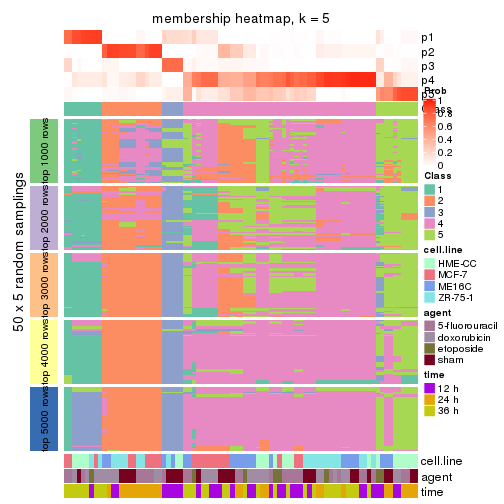 membership heatmap, k = 5
p1
p2
p3
p4
p5
Prob
1
0.8
0.6
0.4
0.2
0
Class
Class
1
2
3
4
5
cell.line
HME-CC
MCF-7
ME16C
ZR-75-1
agent
5-fluorouracil
doxorubicin
etoposide
sham
time
12 h
24 h
36 h
50 x 5 random samplings
top 1000 rows
top 2000 rows
top 3000 rows
top 4000 rows
top 5000 rows
cell.line
agent
time